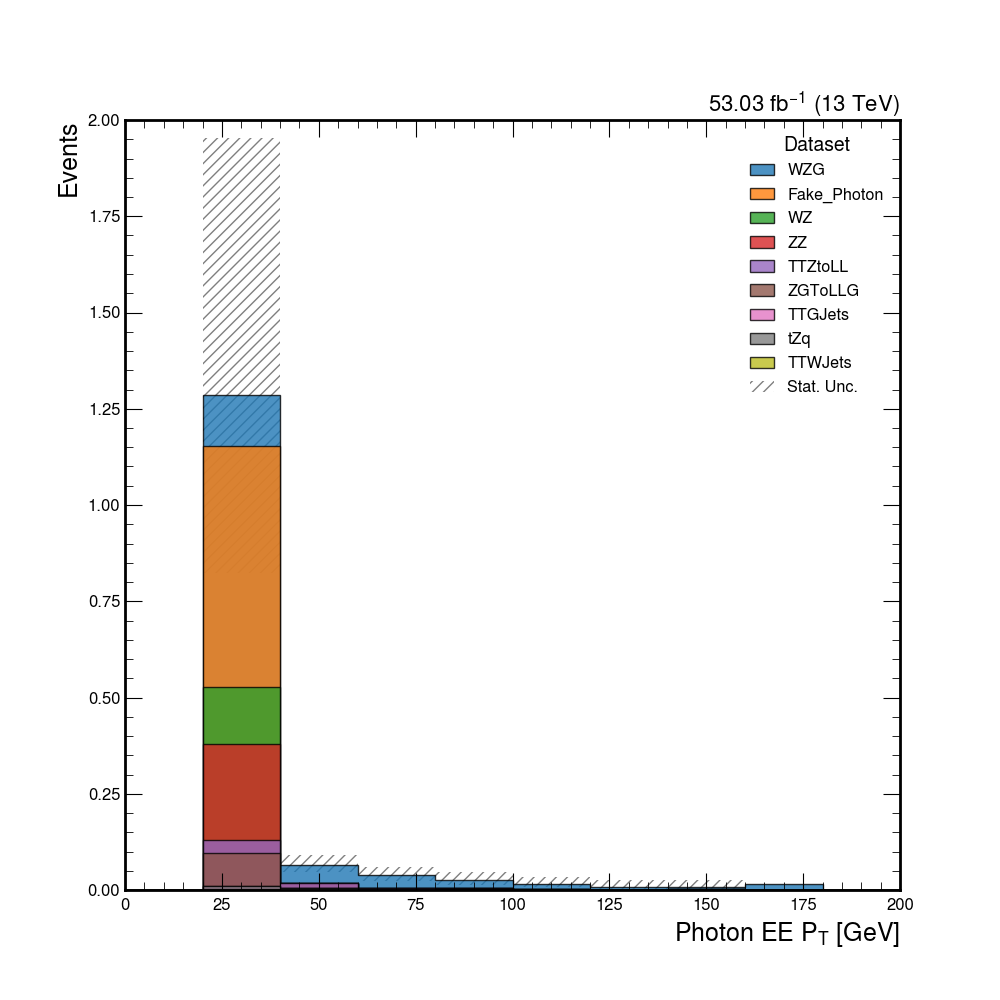 53.03 fb⁻¹ (13 TeV)
Events
2.00
1.75
1.50
1.25
1.00
0.75
0.50
0.25
0.00
Dataset
WZG
Fake_Photon
WZ
ZZ
TTZtoLL
ZGToLLG
TTGJets
tZq
TTWJets
Stat. Unc.
0 25 50 75 100 125 150 175 200
Photon EE P_T [GeV]